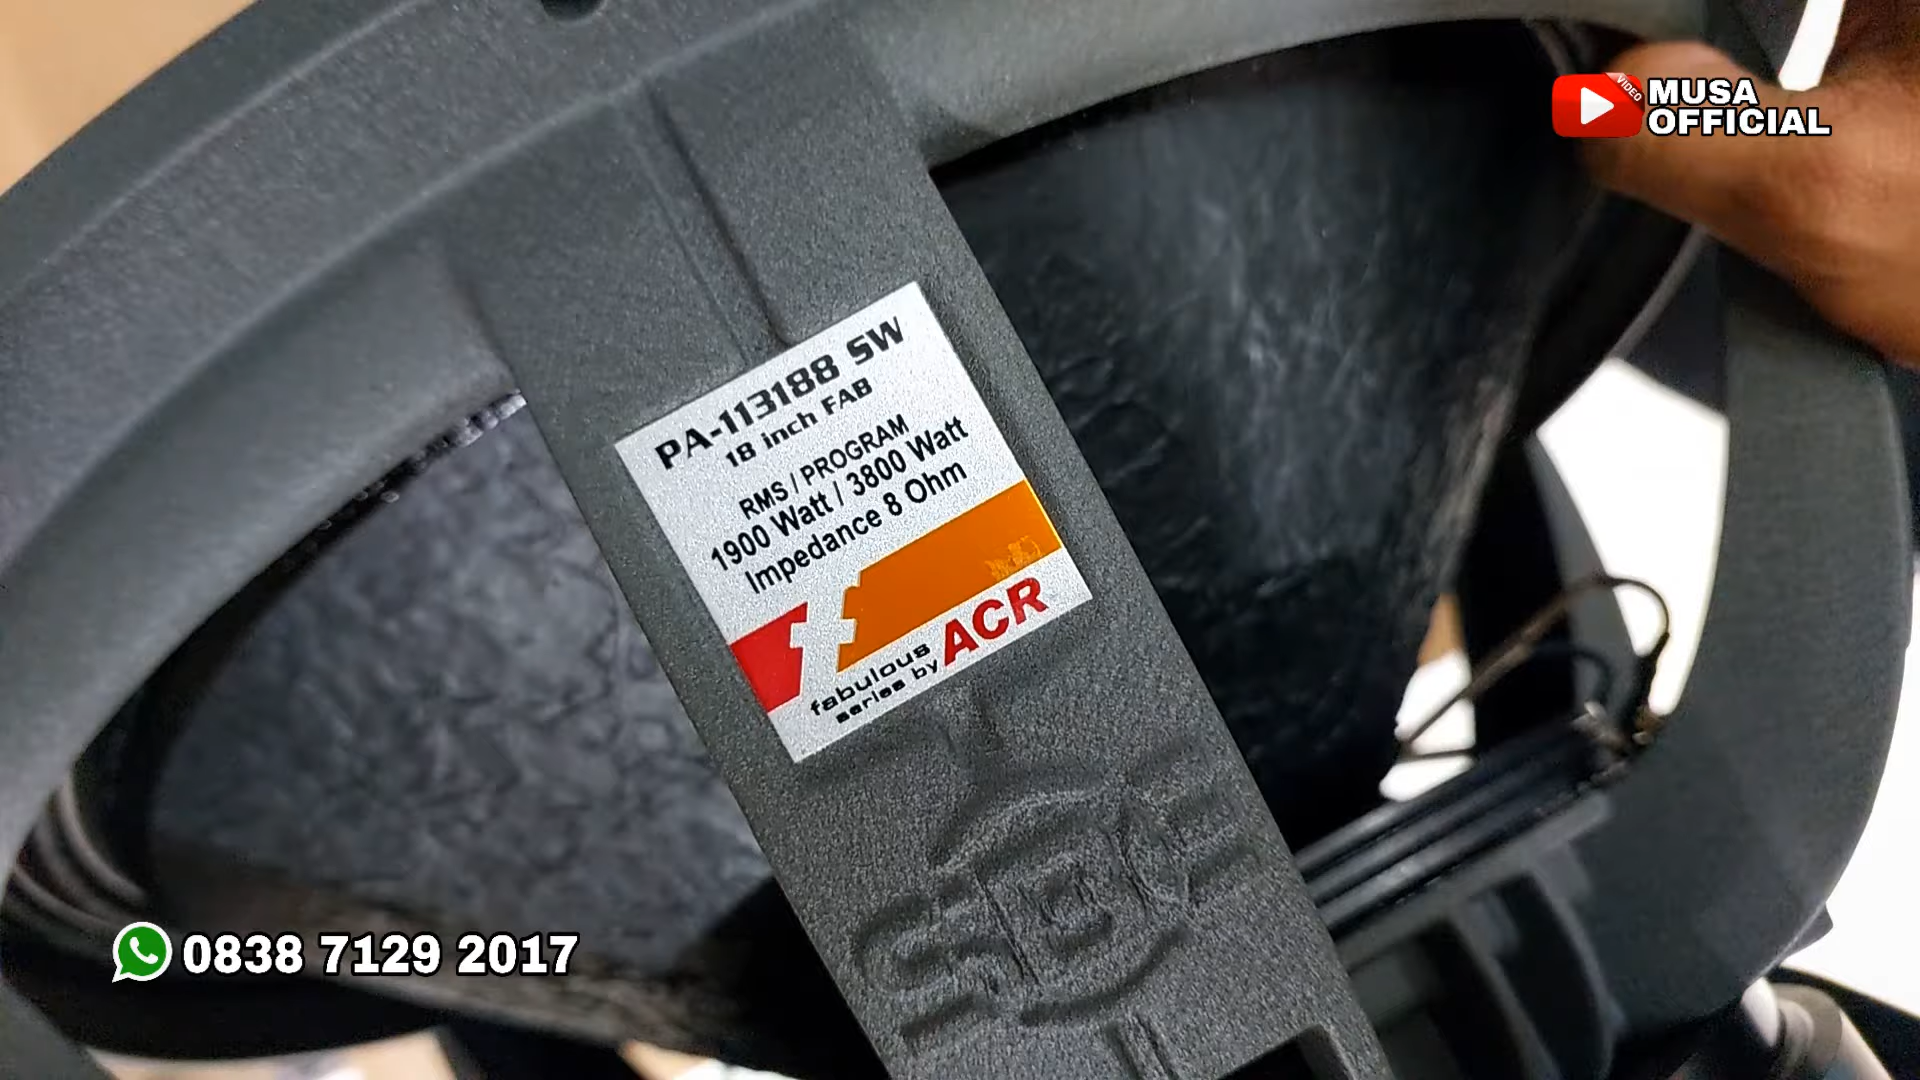 VIDEO
MUSA
OFFICIAL
PA-113188 SW
18 inch FAB
RMS / PROGRAM
1900 Watt / 3800 Watt
Impedance 8 Ohm
fabulous
series by ACR
0838 7129 2017